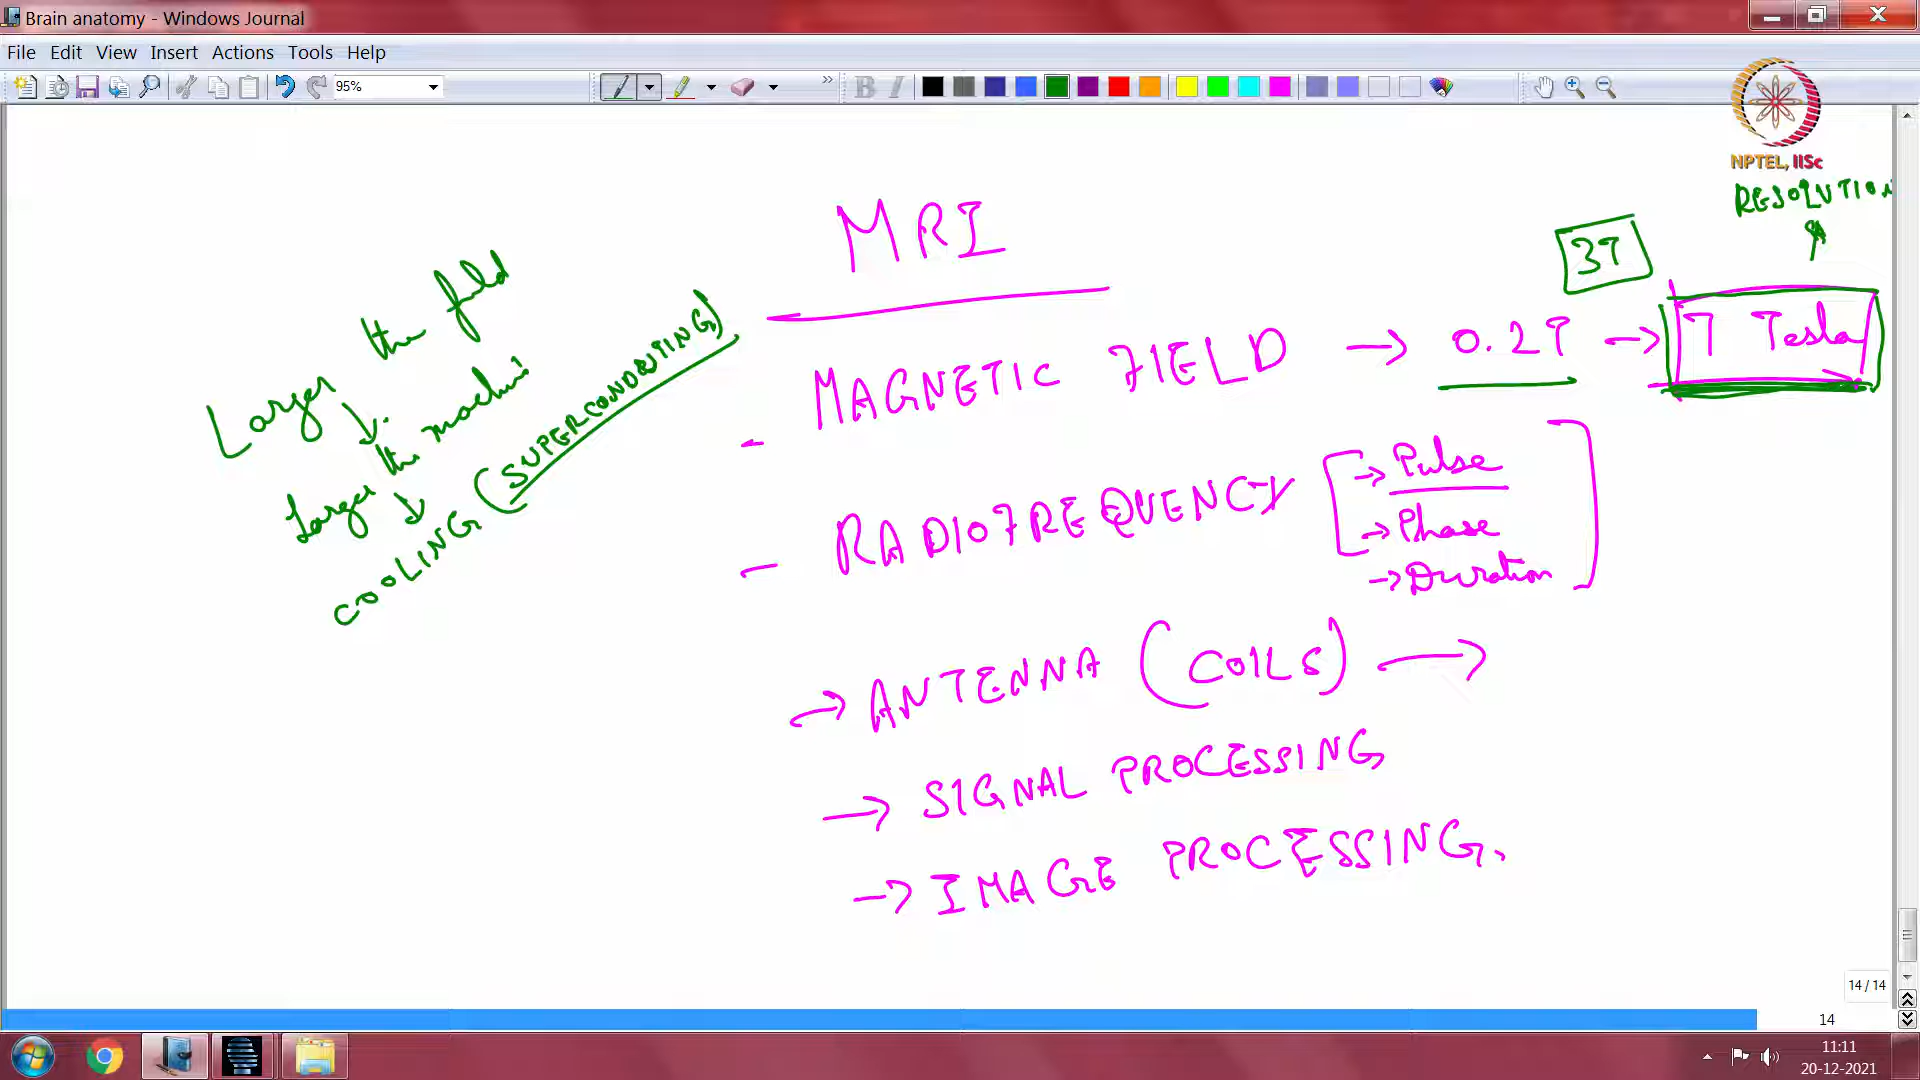 Brain anatomy - Windows Journal
File Edit View Insert Actions Tools Help
95%
B I
NPTEL, IISc
RESOLUTION
MRI
3T
Larger the field
MAGNETIC FIELD → 0.2T → 7 Tesla
Larger the machine
COOLING (SUPERCONDUTING)
- RADIOFREQUENCY
→ Pulse
→ Phase
→ Duration
→ ANTENNA (COILS) →
→ SIGNAL PROCESSING
→ IMAGE PROCESSING.
14 / 14
14
11:11
20-12-2021